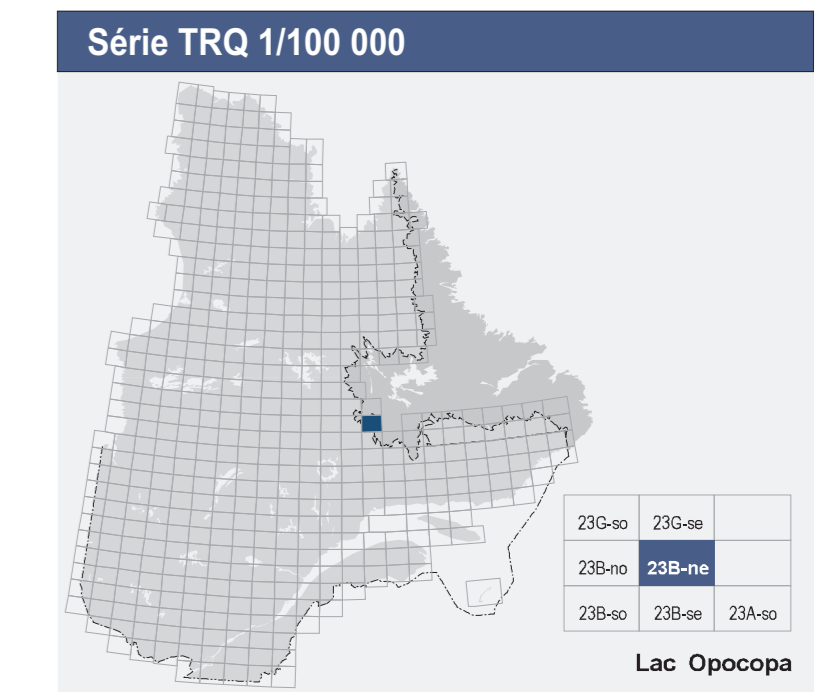 Série TRQ 1/100 000
23G-so 23G-se
23B-no 23B-ne
23B-so 23B-se 23A-so
Lac Opocopa